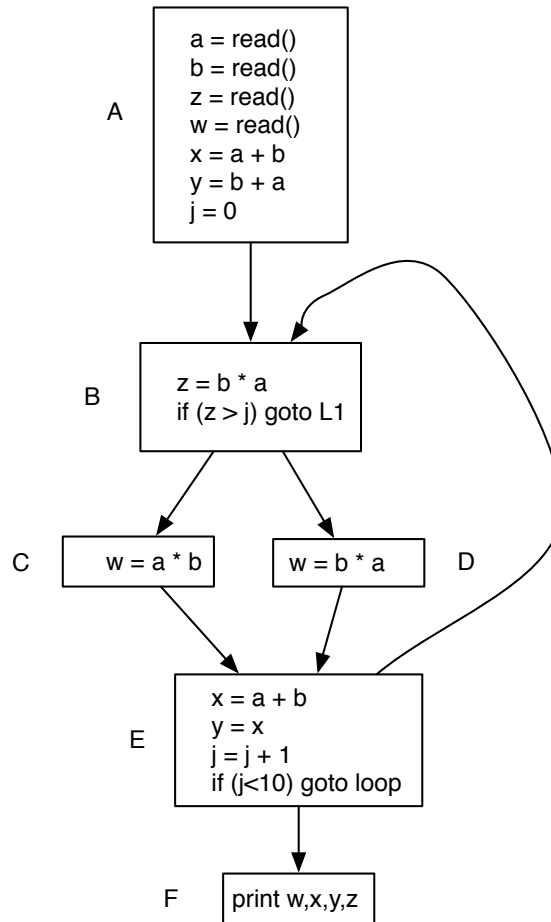 A
a = read()
b = read()
z = read()
w = read()
x = a + b
y = b + a
j = 0
B
z = b * a
if (z > j) goto L1
C
w = a * b
w = b * a
D
E
x = a + b
y = x
j = j + 1
if (j<10) goto loop
F
print w,x,y,z